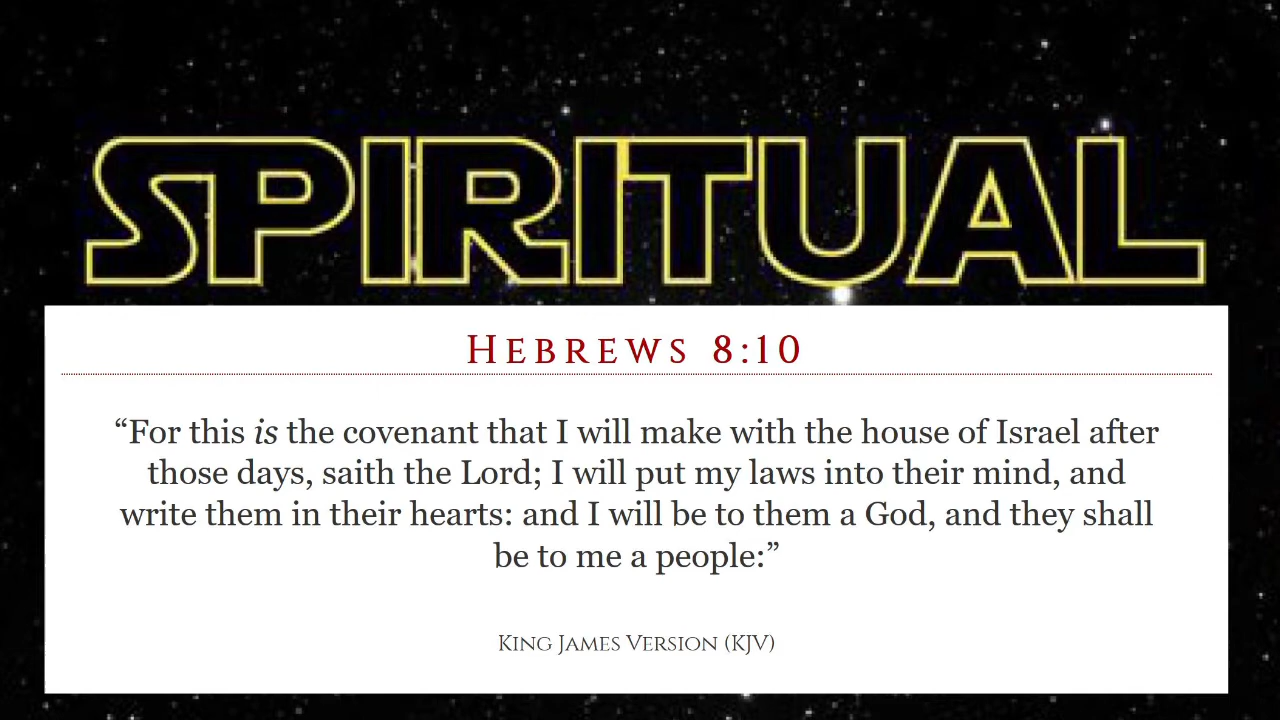 SPIRITUAL
HEBREWS 8:10
“For this is the covenant that I will make with the house of Israel after
those days, saith the Lord; I will put my laws into their mind, and
write them in their hearts: and I will be to them a God, and they shall
be to me a people:”
KING JAMES VERSION (KJV)